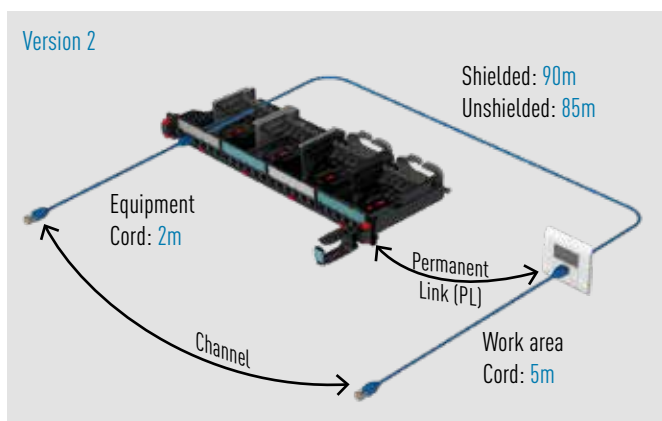 Version 2
Shielded: 90m
Unshielded: 85m
Equipment
Cord: 2m
Permanent
Link (PL)
Channel
Work area
Cord: 5m